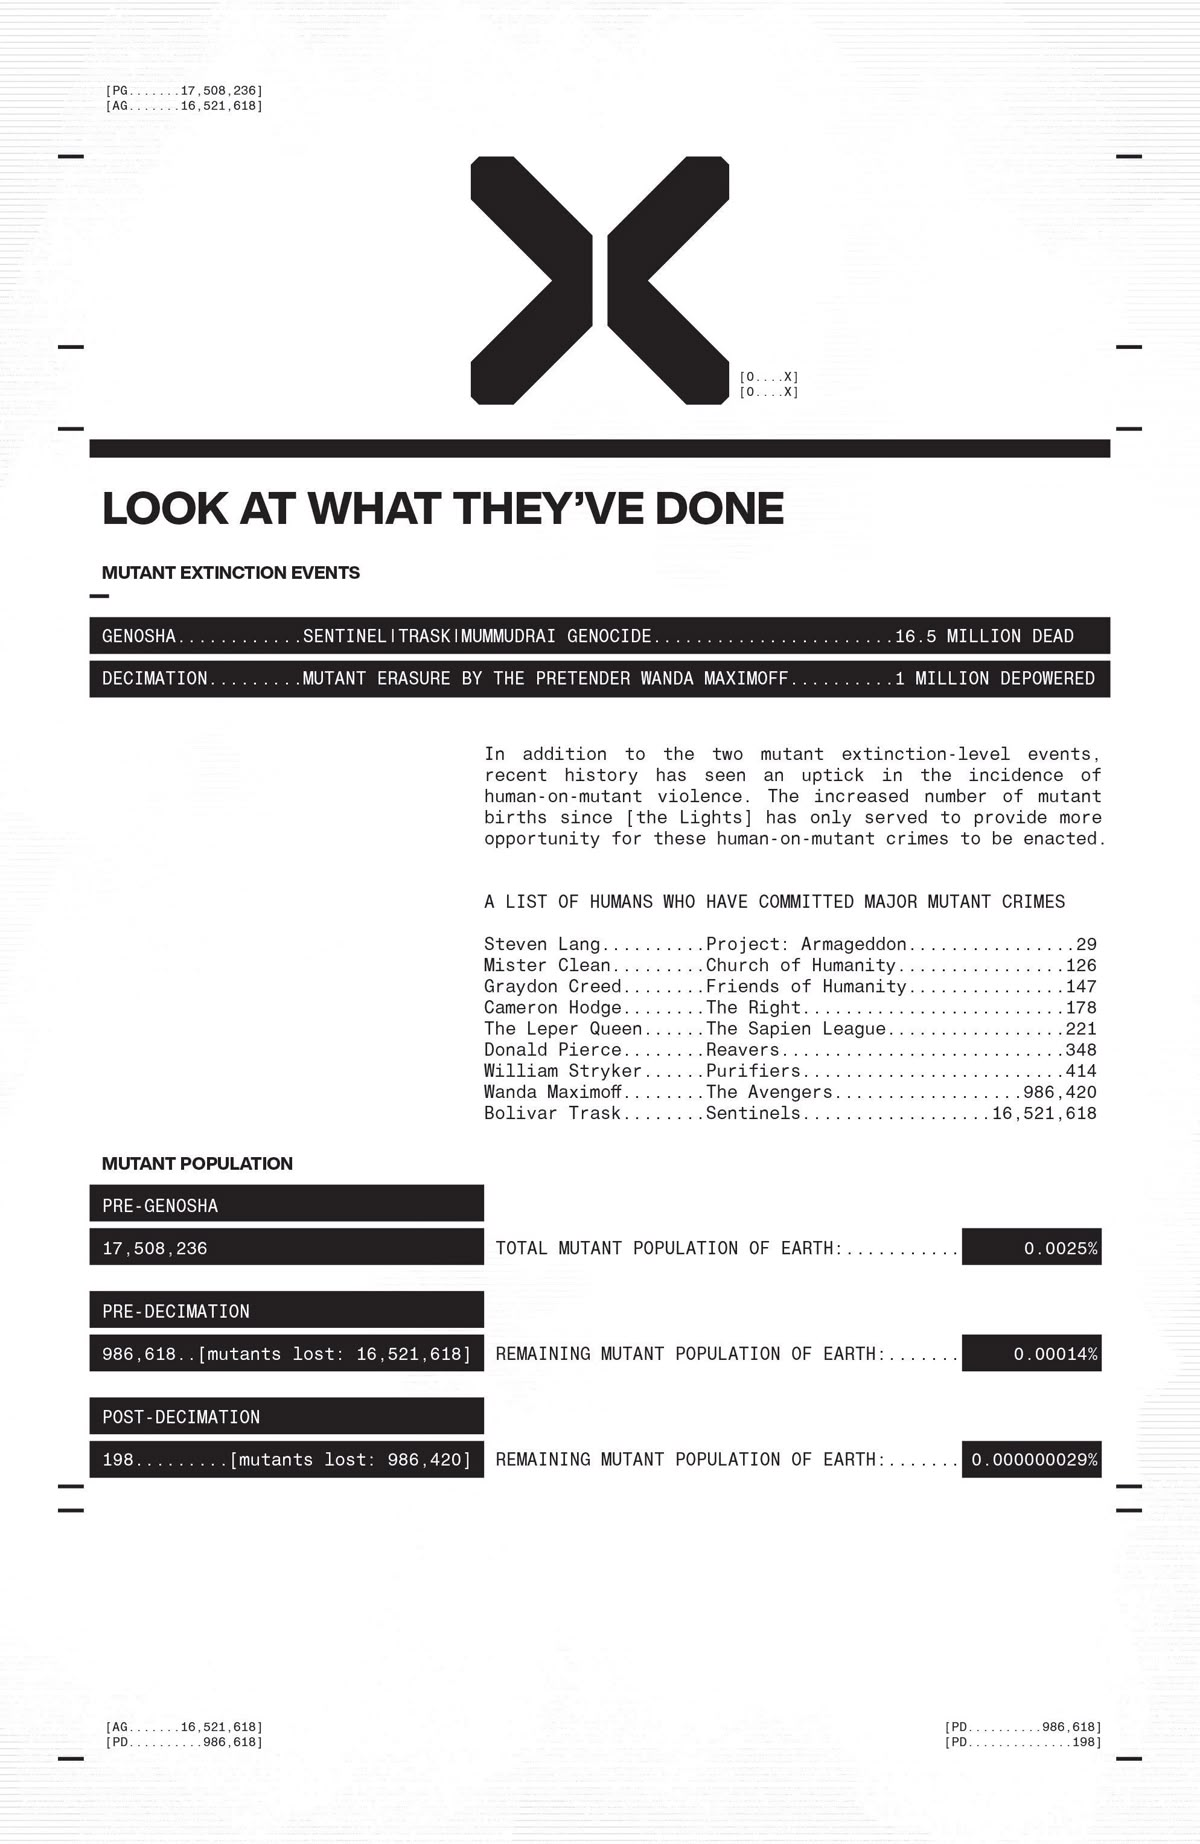 [PG.......17,508,236]
[AG.......16,521,618]
[O....X]
[O....X]
LOOK AT WHAT THEY’VE DONE
MUTANT EXTINCTION EVENTS
GENOSHA............SENTINEL|TRASK|MUMMUDRAI GENOCIDE.......................16.5 MILLION DEAD
DECIMATION.........MUTANT ERASURE BY THE PRETENDER WANDA MAXIMOFF..........1 MILLION DEPOWERED
In addition to the two mutant extinction-level events,
recent history has seen an uptick in the incidence of
human-on-mutant violence. The increased number of mutant
births since [the Lights] has only served to provide more
opportunity for these human-on-mutant crimes to be enacted.
A LIST OF HUMANS WHO HAVE COMMITTED MAJOR MUTANT CRIMES
Steven Lang..........Project: Armageddon................29
Mister Clean.........Church of Humanity................126
Graydon Creed........Friends of Humanity...............147
Cameron Hodge........The Right.........................178
The Leper Queen......The Sapien League.................221
Donald Pierce........Reavers...........................348
William Stryker......Purifiers.........................414
Wanda Maximoff........The Avengers..................986,420
Bolivar Trask........Sentinels..................16,521,618
MUTANT POPULATION
PRE-GENOSHA
17,508,236 TOTAL MUTANT POPULATION OF EARTH:........... 0.0025%
PRE-DECIMATION
986,618..[mutants lost: 16,521,618] REMAINING MUTANT POPULATION OF EARTH:....... 0.00014%
POST-DECIMATION
198.........[mutants lost: 986,420] REMAINING MUTANT POPULATION OF EARTH:....... 0.000000029%
[AG.......16,521,618]
[PD..........986,618]
[PD..........986,618]
[PD..............198]